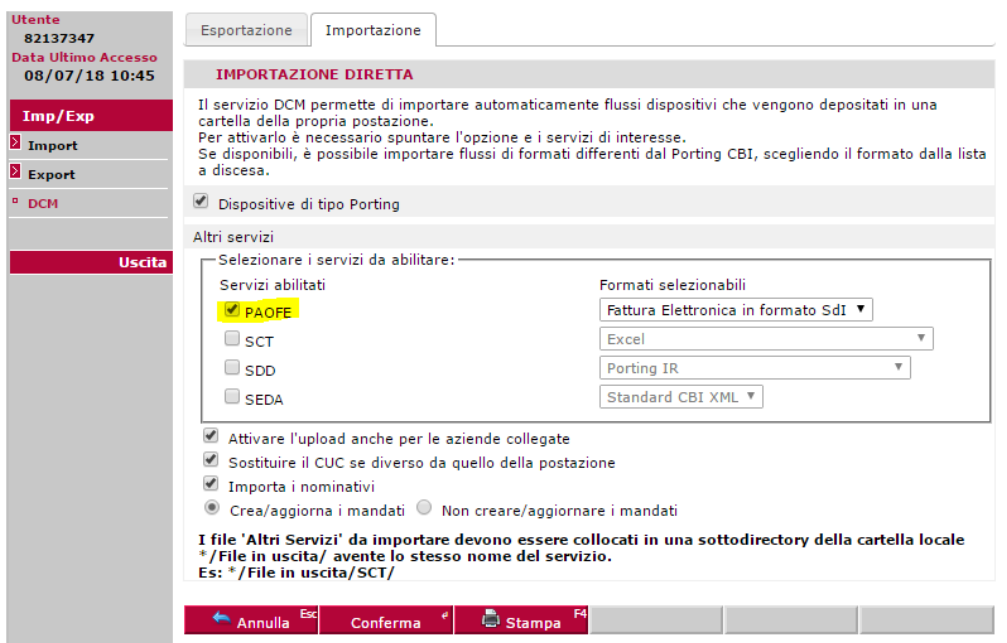 Utente
82137347
Data Ultimo Accesso
08/07/18 10:45
Imp/Exp
Import
Export
DCM
Uscita
Esportazione
Importazione
IMPORTAZIONE DIRETTA
Il servizio DCM permette di importare automaticamente flussi dispositivi che vengono depositati in una
cartella della propria postazione.
Per attivarlo è necessario spuntare l'opzione e i servizi di interesse.
Se disponibili, è possibile importare flussi di formati differenti dal Porting CBI, scegliendo il formato dalla lista
a discesa.
Dispositive di tipo Porting
Altri servizi
Selezionare i servizi da abilitare:
Servizi abilitati Formati selezionabili
PAOFE Fattura Elettronica in formato SdI
SCT Excel
SDD Porting IR
SEDA Standard CBI XML
Attivare l'upload anche per le aziende collegate
Sostituire il CUC se diverso da quello della postazione
Importa i nominativi
Crea/aggiorna i mandati Non creare/aggiornare i mandati
I file 'Altri Servizi' da importare devono essere collocati in una sottodirectory della cartella locale
*/File in uscita/ avente lo stesso nome del servizio.
Es: */File in uscita/SCT/
Annulla Esc Conferma Stampa F4